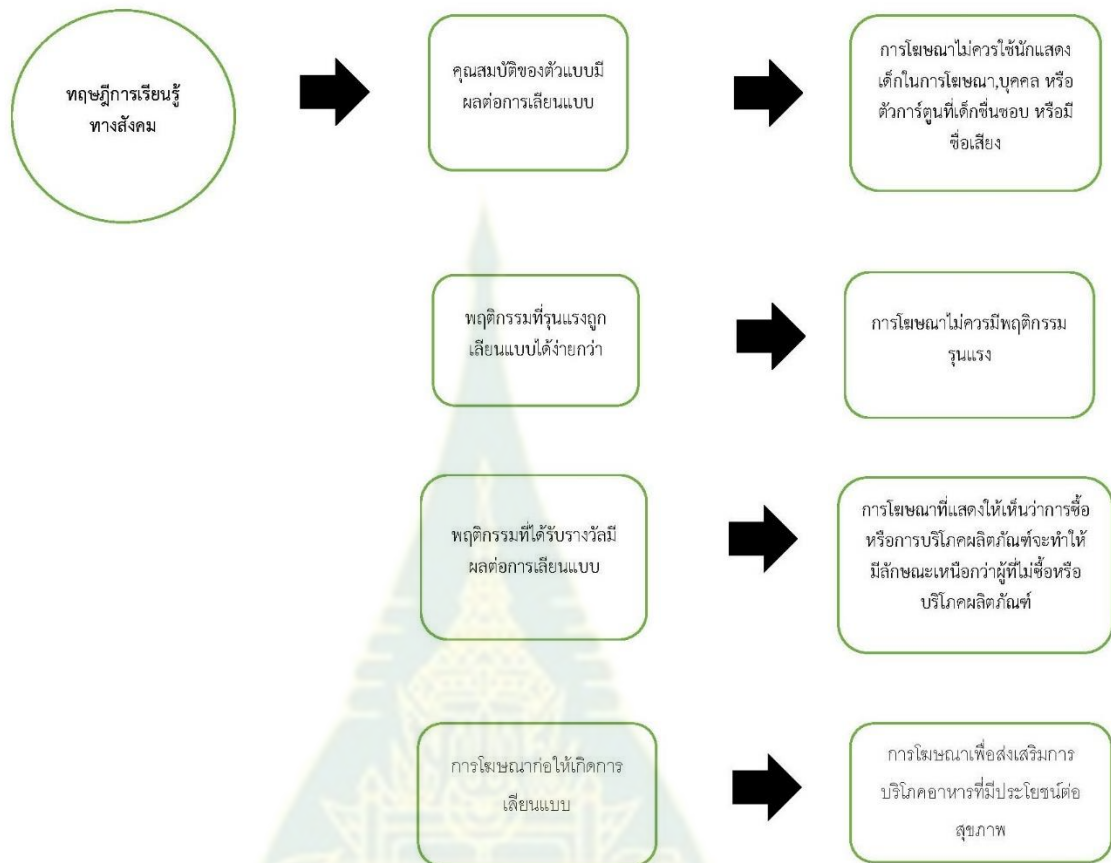 ทฤษฎีการเรียนรู้
ทางสังคม
คุณสมบัติของตัวแบบมี
ผลต่อการเลียนแบบ
การโฆษณาไม่ควรใช้นักแสดง
เด็กในการโฆษณา,บุคคล หรือ
ตัวการ์ตูนที่เด็กชื่นชอบ หรือมี
ชื่อเสียง
พฤติกรรมที่รุนแรงถูก
เลียนแบบได้ง่ายกว่า
การโฆษณาไม่ควรมีพฤติกรรม
รุนแรง
พฤติกรรมที่ได้รับรางวัลมี
ผลต่อการเลียนแบบ
การโฆษณาที่แสดงให้เห็นว่าการซื้อ
หรือการบริโภคผลิตภัณฑ์จะทำให้
มีลักษณะเหนือกว่าผู้ที่ไม่ซื้อหรือ
บริโภคผลิตภัณฑ์
การโฆษณาก่อให้เกิดการ
เลียนแบบ
การโฆษณาเพื่อส่งเสริมการ
บริโภคอาหารที่มีประโยชน์ต่อ
สุขภาพ